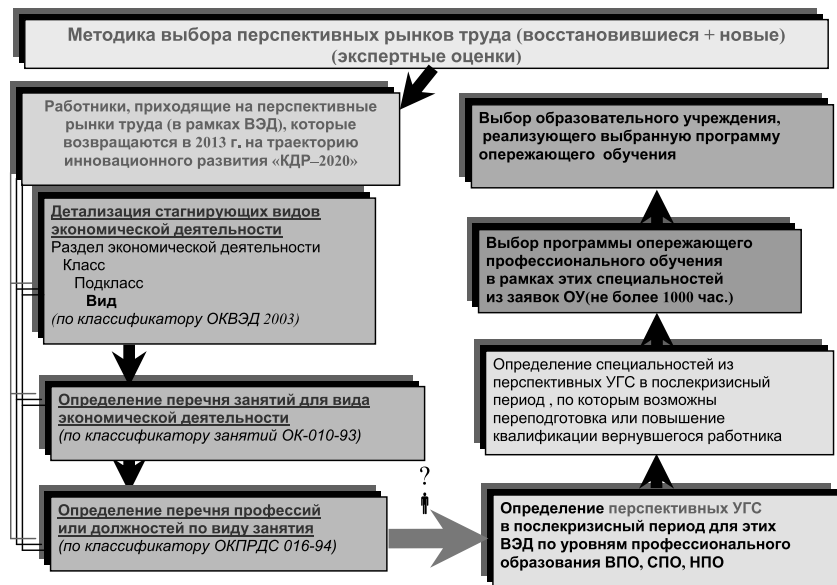 Методика выбора перспективных рынков труда (восстановившиеся + новые)
(экспертные оценки)
Работники, приходящие на перспективные
рынки труда (в рамках ВЭД), которые
возвращаются в 2013 г. на траекторию
инновационного развития «КДР–2020»
Детализация стагнирующих видов
экономической деятельности
Раздел экономической деятельности
Класс
Подкласс
Вид
(по классификатору ОКВЭД 2003)
Определение перечня занятий для вида
экономической деятельности
(по классификатору занятий ОК-010-93)
Определение перечня профессий
или должностей по виду занятия
(по классификатору ОКПРДС 016-94)
?
Определение перспективных УГС
в послекризисный период для этих
ВЭД по уровням профессионального
образования ВПО, СПО, НПО
Определение специальностей из
перспективных УГС в послекризисный
период , по которым возможны
переподготовка или повышение
квалификации вернувшегося работника
Выбор программы опережающего
профессионального обучения
в рамках этих специальностей
из заявок ОУ(не более 1000 час.)
Выбор образовательного учреждения,
реализующего выбранную программу
опережающего обучения